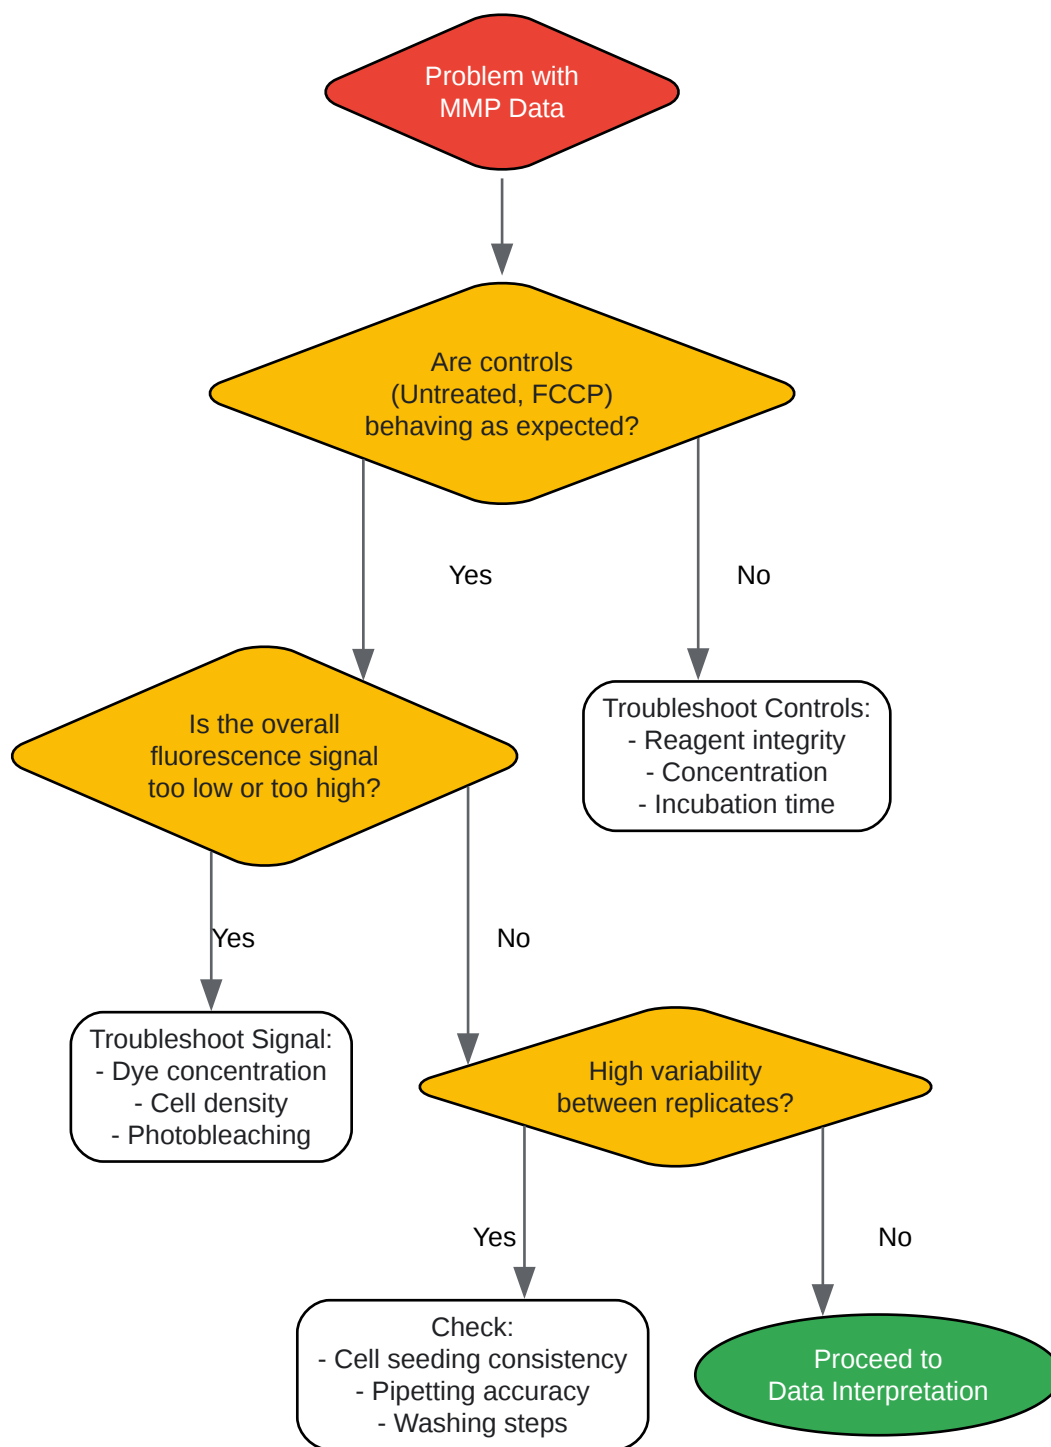 Problem with
MMP Data
Are controls
(Untreated, FCCP)
behaving as expected?
Yes
No
Is the overall
fluorescence signal
too low or too high?
Troubleshoot Controls:
- Reagent integrity
- Concentration
- Incubation time
Yes
No
Troubleshoot Signal:
- Dye concentration
- Cell density
- Photobleaching
High variability
between replicates?
Yes
No
Check:
- Cell seeding consistency
- Pipetting accuracy
- Washing steps
Proceed to
Data Interpretation